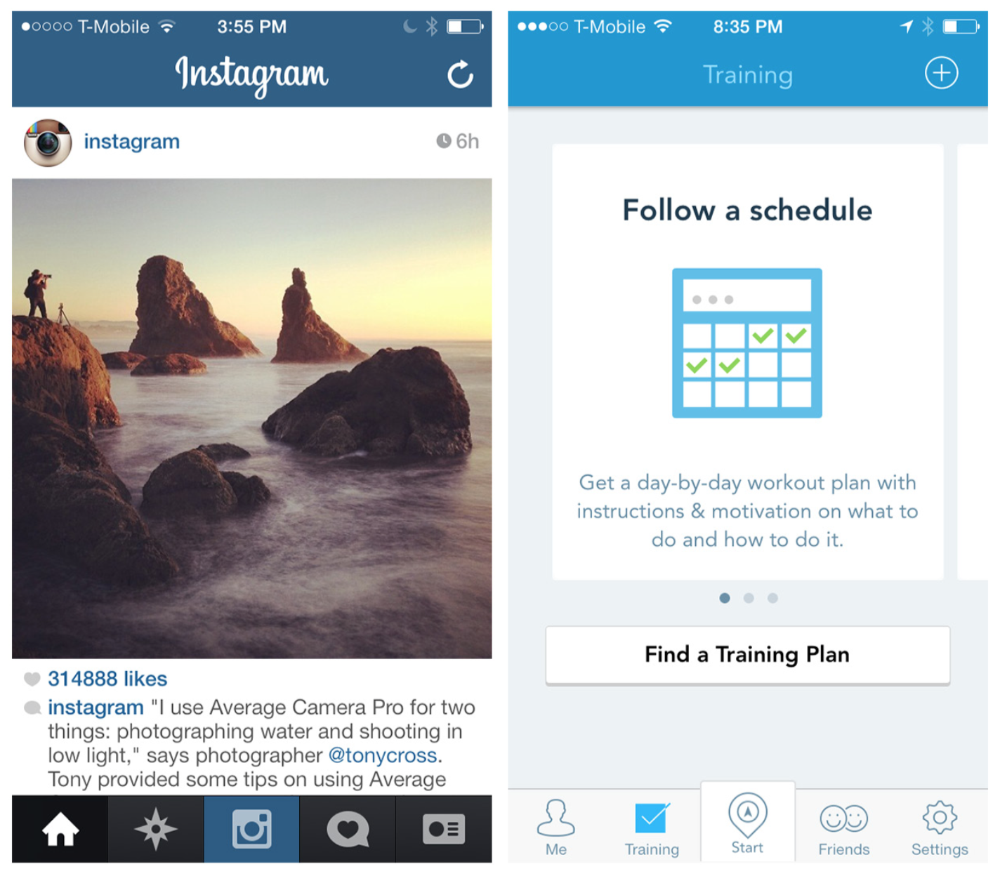 T-Mobile 3:55 PM
Instagram
instagram 6h
314888 likes
instagram "I use Average Camera Pro for two
things: photographing water and shooting in
low light," says photographer @tonycross.
Tony provided some tips on using Average
T-Mobile 8:35 PM
Training
Follow a schedule
Get a day-by-day workout plan with
instructions & motivation on what to
do and how to do it.
Find a Training Plan
Me Training Start Friends Settings